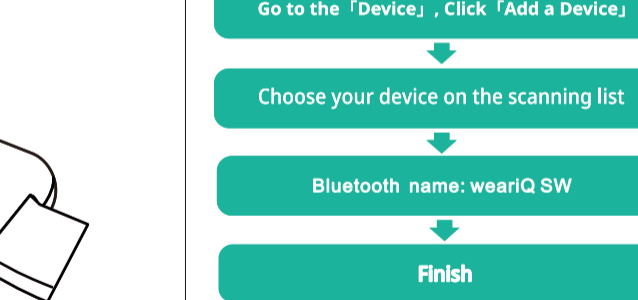 Go to the「Device」, Click「Add a Device」
Choose your device on the scanning list
Bluetooth name: weariQ SW
Finish